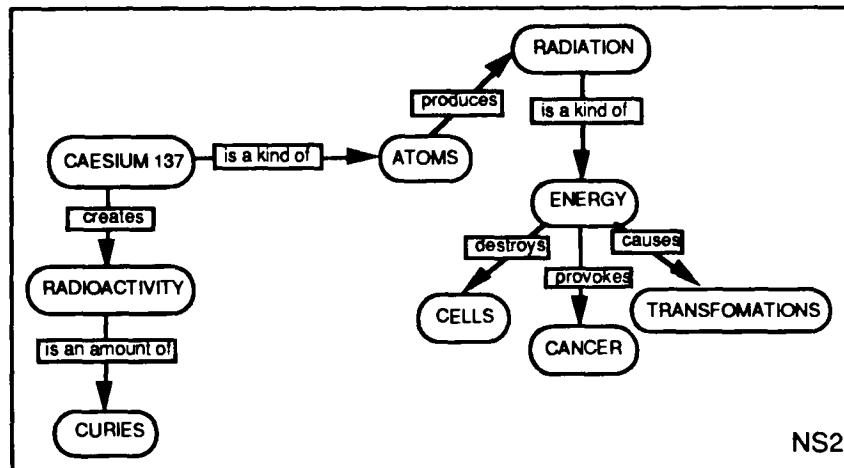 RADIATION
produces
is a kind of
CAESIUM 137
is a kind of
ATOMS
creates
ENERGY
destroys
causes
provokes
RADIOACTIVITY
CELLS
TRANSFOMATIONS
is an amount of
CANCER
CURIES
NS2